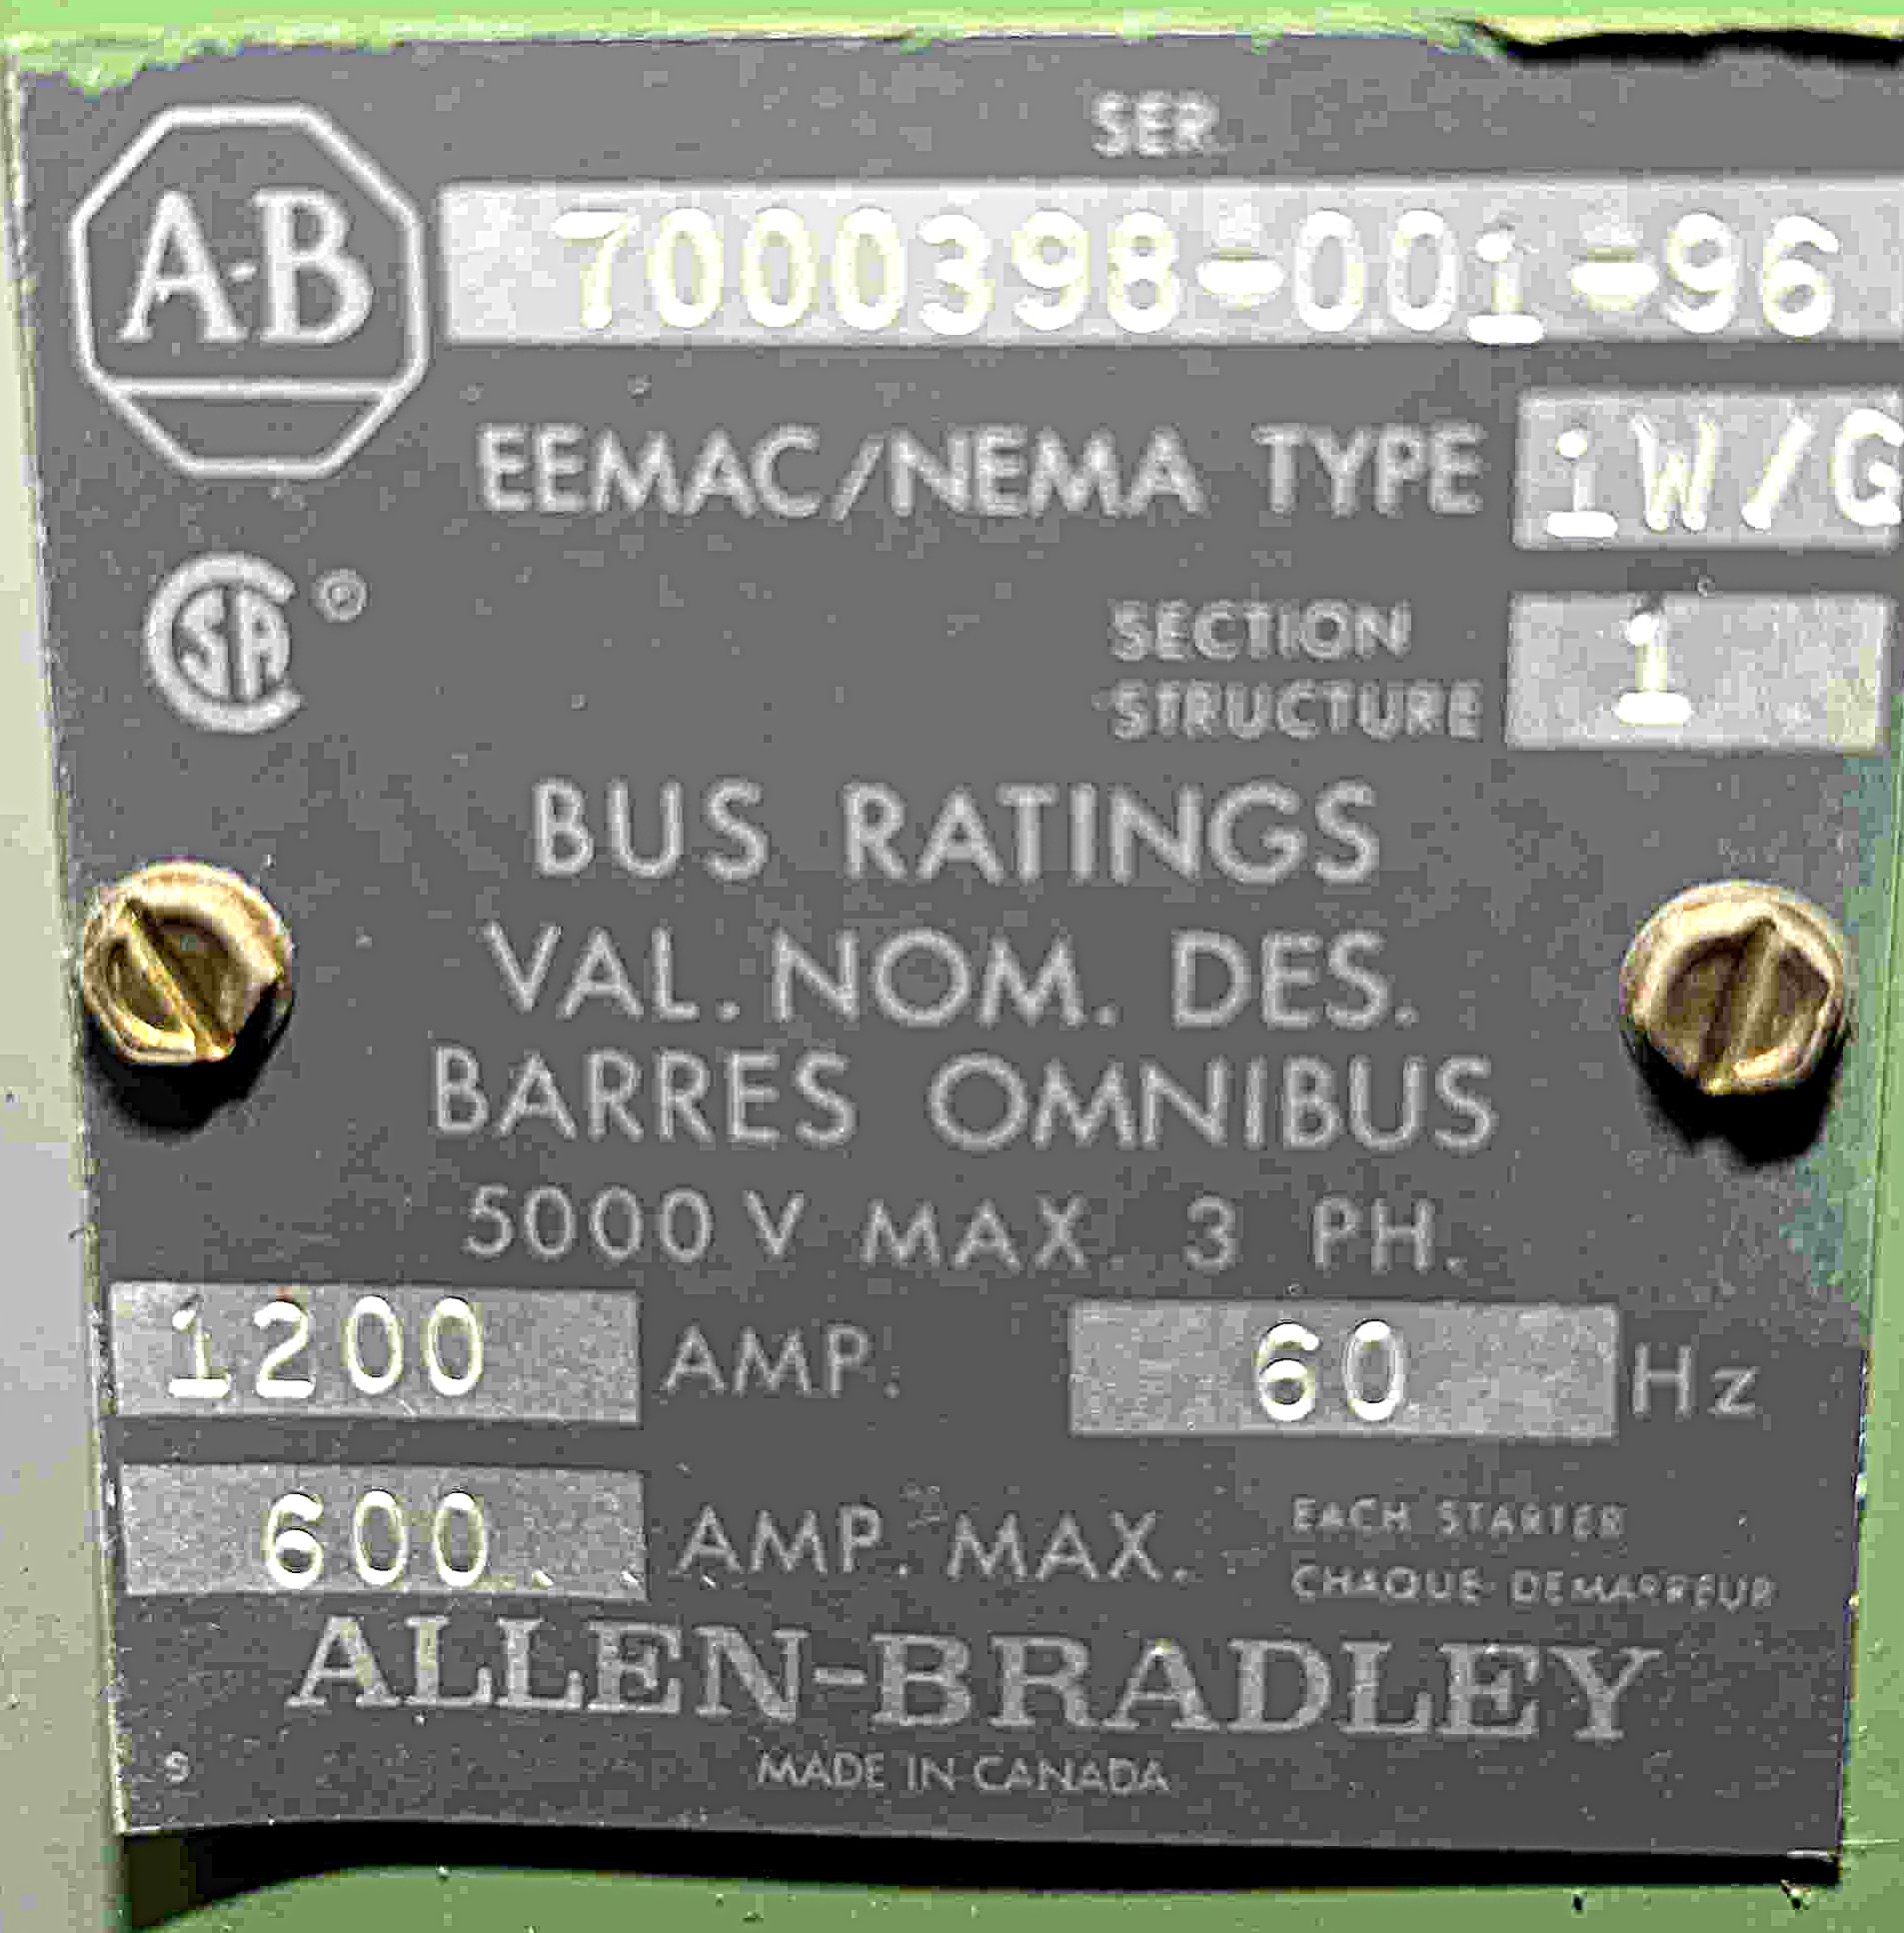 SER.
A-B
7000398-001-96
EEMAC/NEMA TYPE 1W/G
CSA ®
SECTION
STRUCTURE 1
BUS RATINGS
VAL. NOM. DES.
BARRES OMNIBUS
5000 V MAX. 3 PH.
1200 AMP. 60 Hz
600 AMP. MAX. EACH STARTER
CHAQUE DEMARREUR
ALLEN-BRADLEY
S
MADE IN CANADA